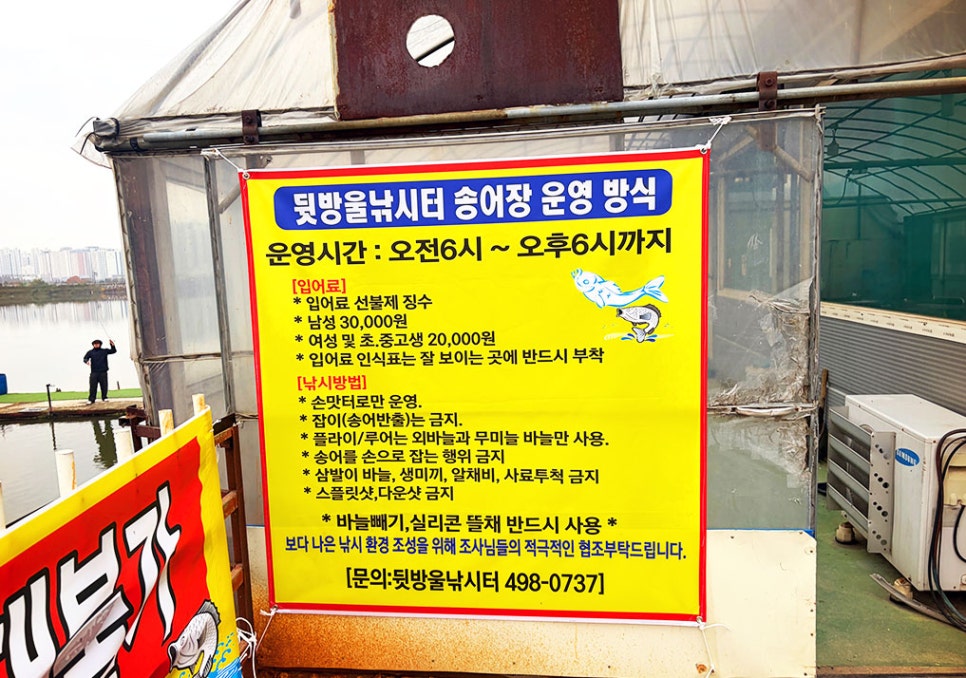 뒷방울낚시터 송어장 운영 방식
운영시간 : 오전6시 ~ 오후6시까지
[입어료]
* 입어료 선불제 징수
* 남성 30,000원
* 여성 및 초.중고생 20,000원
* 입어료 인식표는 잘 보이는 곳에 반드시 부착
[낚시방법]
* 손맛터로만 운영.
* 잡이(송어반출)는 금지.
* 플라이/루어는 외바늘과 무미늘 바늘만 사용.
* 송어를 손으로 잡는 행위 금지
* 삼발이 바늘, 생미끼, 알채비, 사료투척 금지
* 스플릿샷,다운샷 금지
* 바늘빼기,실리콘 뜰채 반드시 사용 *
보다 나은 낚시 환경 조성을 위해 조사님들의 적극적인 협조부탁드립니다.
[문의:뒷방울낚시터 498-0737]
불가
SAMSUNG